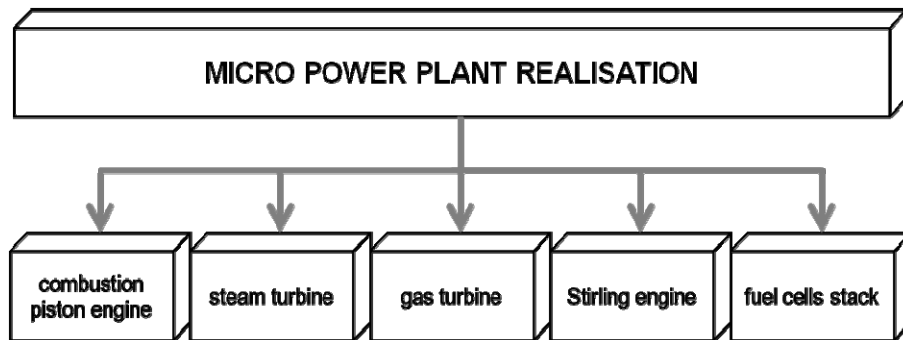 MICRO POWER PLANT REALISATION
combustion
piston engine
steam turbine
gas turbine
Stirling engine
fuel cells stack